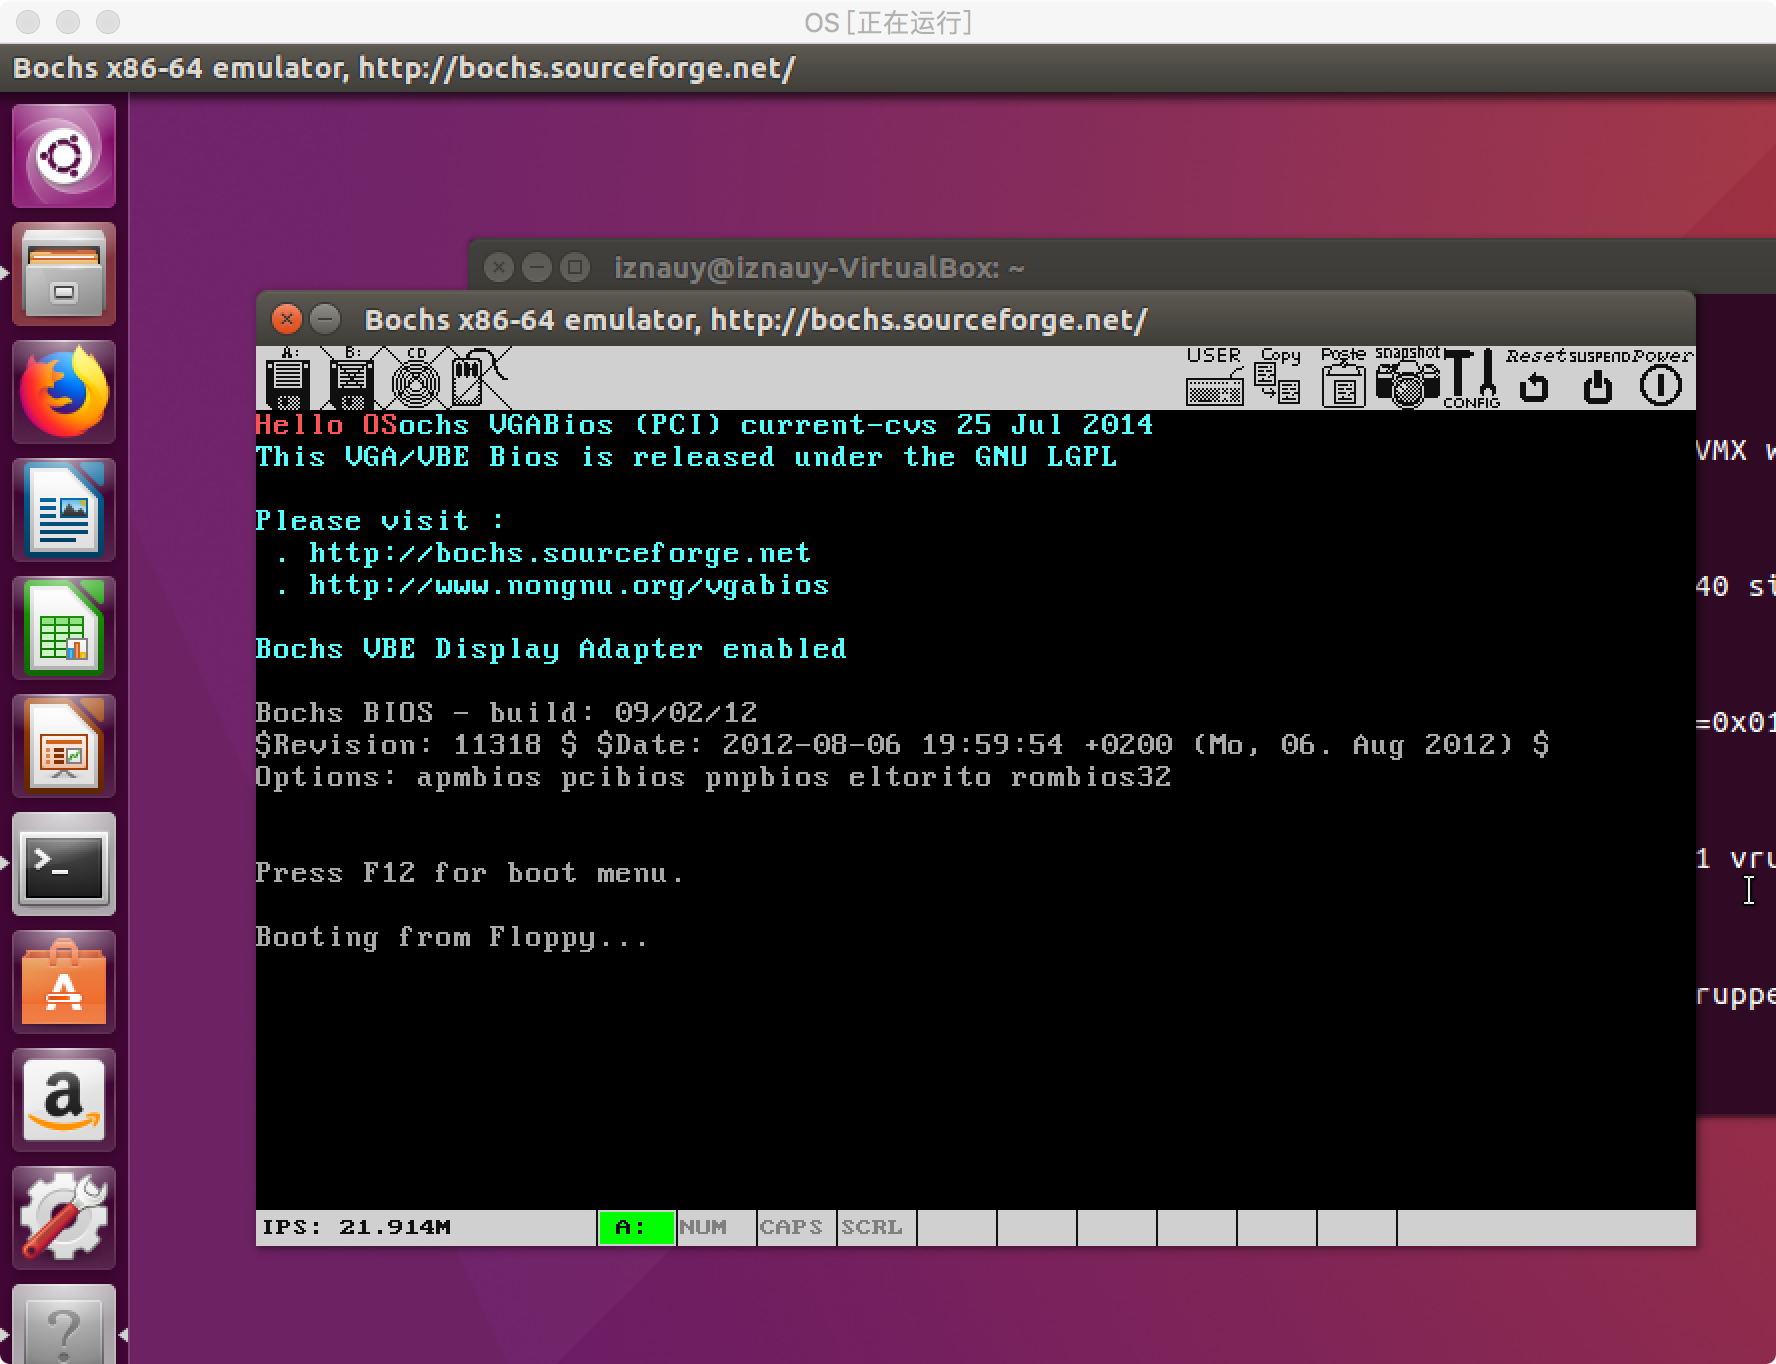 OS [正在运行]
Bochs x86-64 emulator, http://bochs.sourceforge.net/
iznauy@iznauy-VirtualBox: ~
Bochs x86-64 emulator, http://bochs.sourceforge.net/
A: B: CD USER Copy Paste snapshot CONFIG Reset SUSPEND Power
Hello OSochs VGABios (PCI) current-cvs 25 Jul 2014
This VGA/VBE Bios is released under the GNU LGPL
Please visit :
. http://bochs.sourceforge.net
. http://www.nongnu.org/vgabios
Bochs VBE Display Adapter enabled
Bochs BIOS - build: 09/02/12
$Revision: 11318 $ $Date: 2012-08-06 19:59:54 +0200 (Mo, 06. Aug 2012) $
Options: apmbios pcibios pnpbios eltorito rombios32
Press F12 for boot menu.
Booting from Floppy...
VMX w
40 si
=0x01
1 vru
ruppe
IPS: 21.914M A: NUM CAPS SCRL